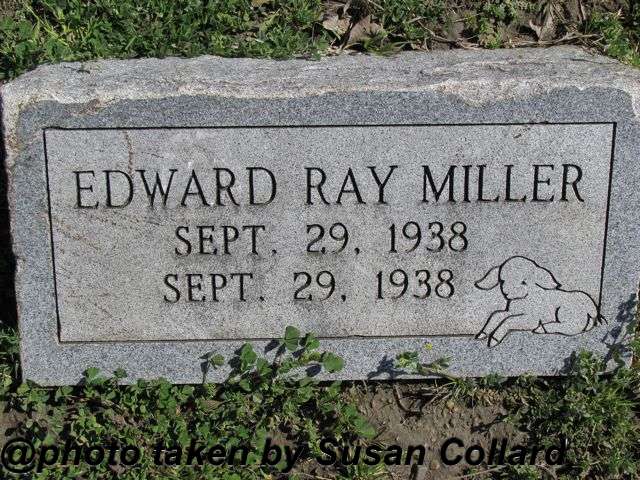 EDWARD RAY MILLER
SEPT. 29, 1938
SEPT. 29, 1938
@photo taken by Susan Collard